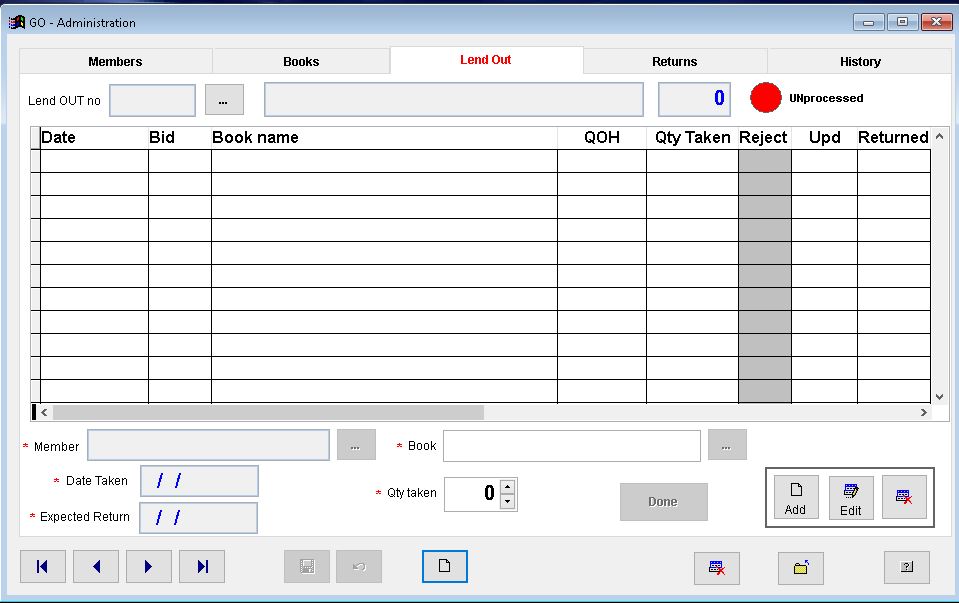 GO - Administration
Members Books Lend Out Returns History
Lend OUT no ... 0 UNprocessed
Date Bid Book name QOH Qty Taken Reject Upd Returned
* Member ... * Book ...
* Date Taken / /
* Qty taken 0 Done
* Expected Return / /
Add Edit
?